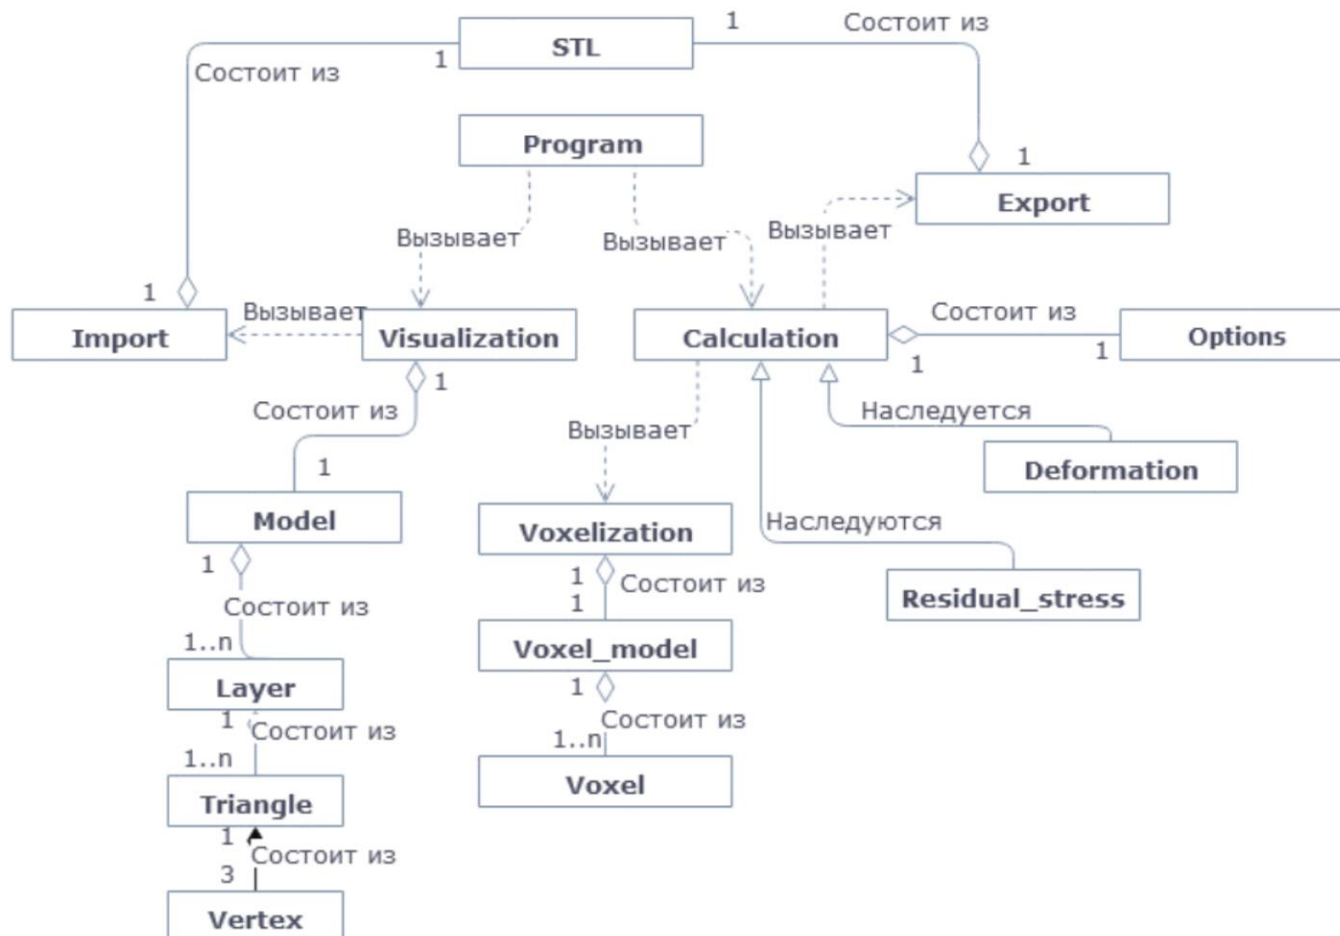 1
Состоит из
STL
1
Состоит из
Program
1
Export
Вызывает
Вызывает
Вызывает
1
Вызывает
Состоит из
Import
Visualization
Calculation
Options
1
1
1
Состоит из
Наследуется
Вызывает
1
Deformation
Model
Voxelization
Наследуются
1
1
Состоит из
Состоит из
1
Residual_stress
1..n
Voxel_model
Layer
1
1
Состоит из
Состоит из
1..n
1..n
Triangle
Voxel
1
Состоит из
3
Vertex